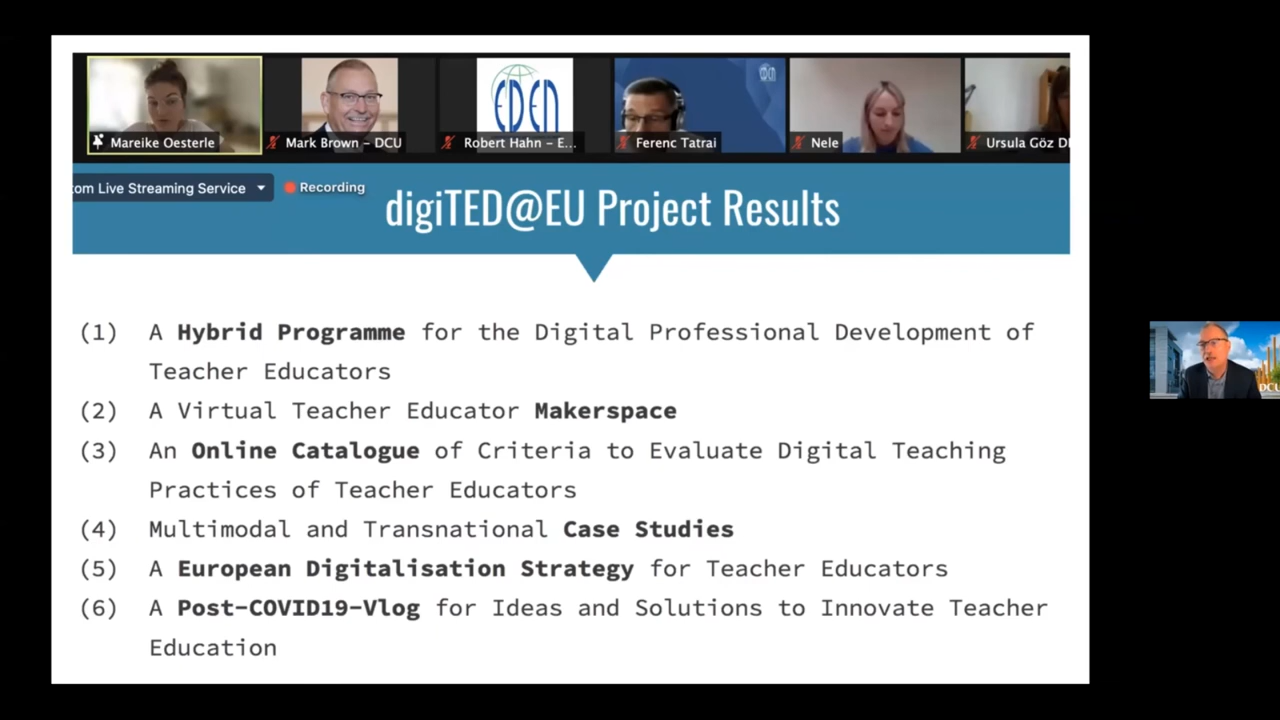 EDEN
Mareike Oesterle
Mark Brown – DCU
Robert Hahn – E...
Ferenc Tatrai
Nele
Ursula Göz
tom Live Streaming Service
Recording
digiTED@EU Project Results
(1) A Hybrid Programme for the Digital Professional Development of
Teacher Educators
(2) A Virtual Teacher Educator Makerspace
(3) An Online Catalogue of Criteria to Evaluate Digital Teaching
Practices of Teacher Educators
(4) Multimodal and Transnational Case Studies
(5) A European Digitalisation Strategy for Teacher Educators
(6) A Post-COVID19-Vlog for Ideas and Solutions to Innovate Teacher
Education
DCU